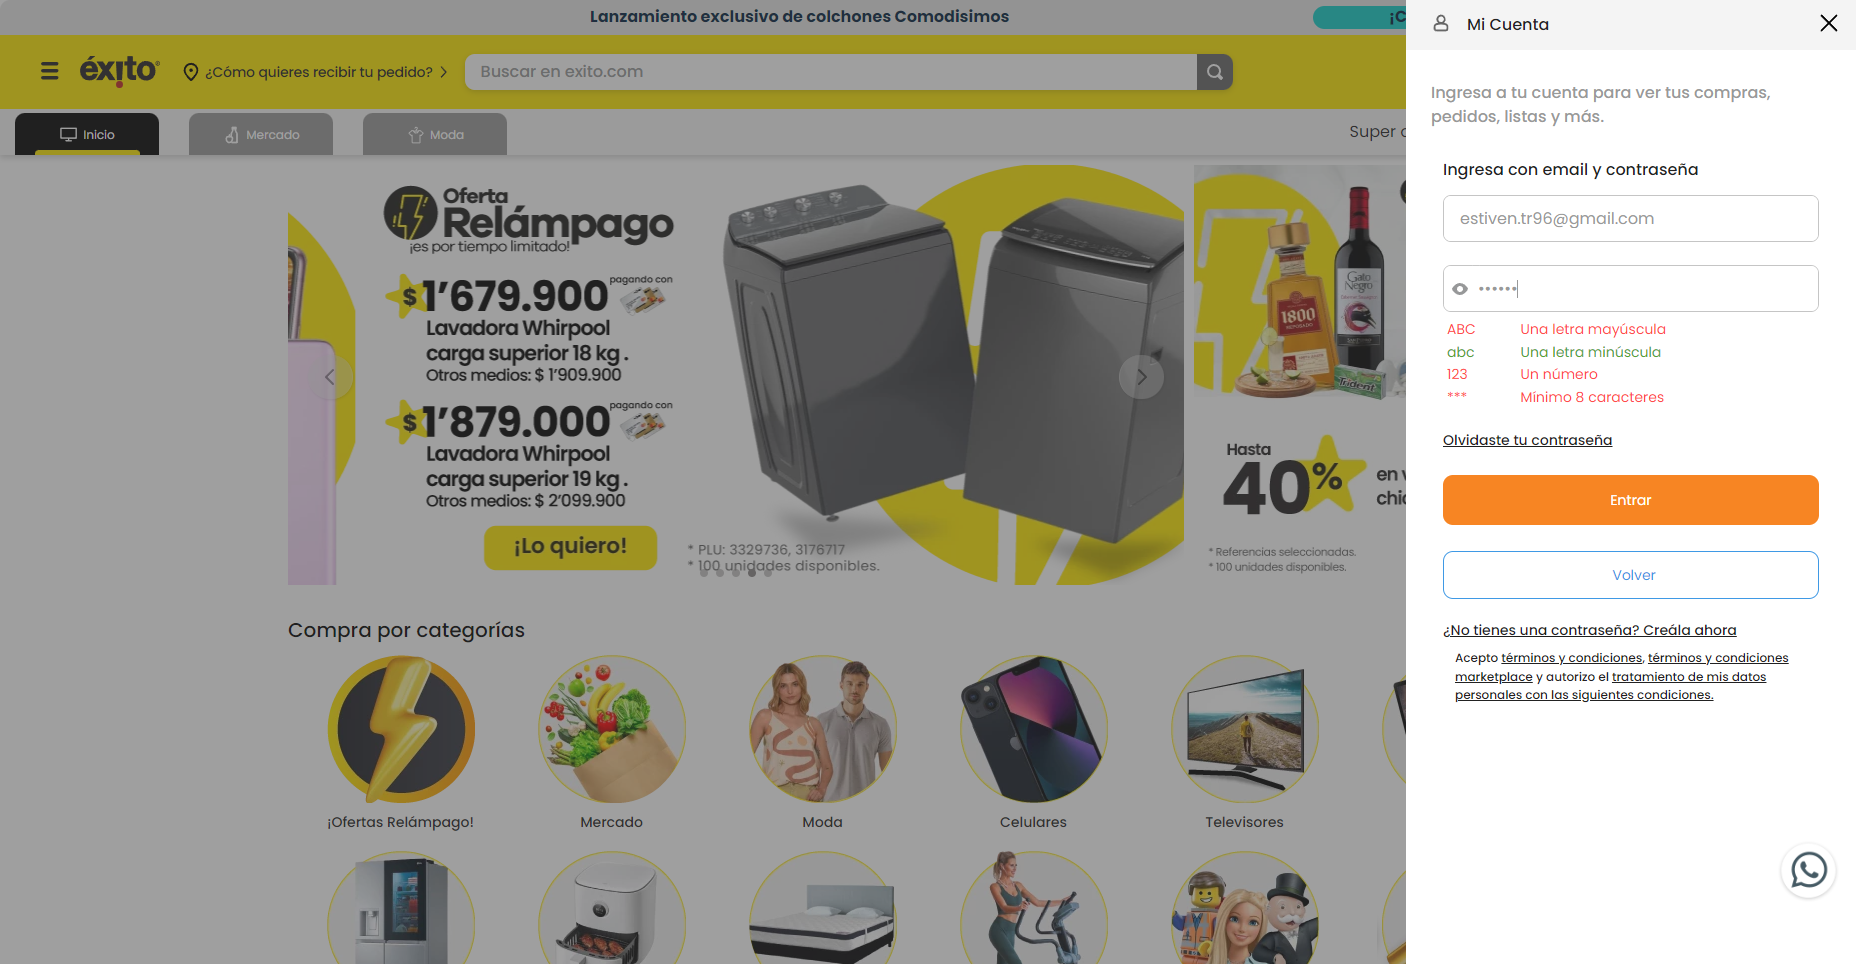 Lanzamiento exclusivo de colchones Comodisimos
¡C
éxito
¿Cómo quieres recibir tu pedido?
Buscar en exito.com
Inicio
Mercado
Moda
Super
Oferta
Relámpago
¡es por tiempo limitado!
$ 1'679.900 pagando con
Lavadora Whirpool
carga superior 18 kg .
Otros medios: $ 1'909.900
$ 1'879.000 pagando con
Lavadora Whirpool
carga superior 19 kg .
Otros medios: $ 2'099.900
¡Lo quiero!
* PLU: 3329736, 3176717
* 100 unidades disponibles.
1800
Gato
Negro
Trident
Hasta
40%
en v
chic
* Referencias seleccionadas.
* 100 unidades disponibles.
Compra por categorías
¡Ofertas Relámpago!
Mercado
Moda
Celulares
Televisores
Mi Cuenta
Ingresa a tu cuenta para ver tus compras,
pedidos, listas y más.
Ingresa con email y contraseña
estiven.tr96@gmail.com
••••••
ABC Una letra mayúscula
abc Una letra minúscula
123 Un número
*** Mínimo 8 caracteres
Olvidaste tu contraseña
Entrar
Volver
¿No tienes una contraseña? Creála ahora
Acepto términos y condiciones, términos y condiciones
marketplace y autorizo el tratamiento de mis datos
personales con las siguientes condiciones.